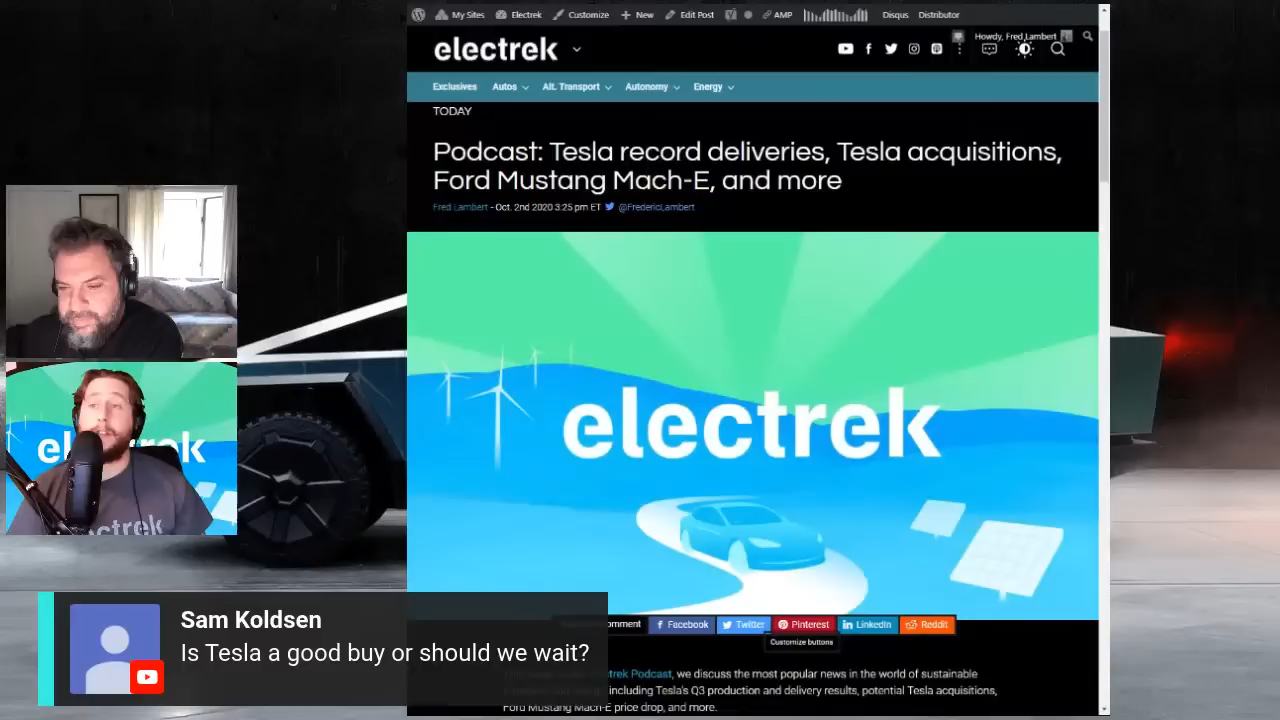 My Sites
Electrek
Customize
New
Edit Post
AMP
Disqus
Distributor
electrek
Howdy, Fred Lambert
Exclusives
Autos
Alt. Transport
Autonomy
Energy
TODAY
Podcast: Tesla record deliveries, Tesla acquisitions,
Ford Mustang Mach-E, and more
Fred Lambert - Oct. 2nd 2020 3:25 pm ET @FredericLambert
electrek
electrek
Facebook
Twitter
Pinterest
LinkedIn
Reddit
Customize buttons
Sam Koldsen
Is Tesla a good buy or should we wait?
Podcast, we discuss the most popular news in the world of sustainable
including Tesla's Q3 production and delivery results, potential Tesla acquisitions,
Ford Mustang Mach-E price drop, and more.